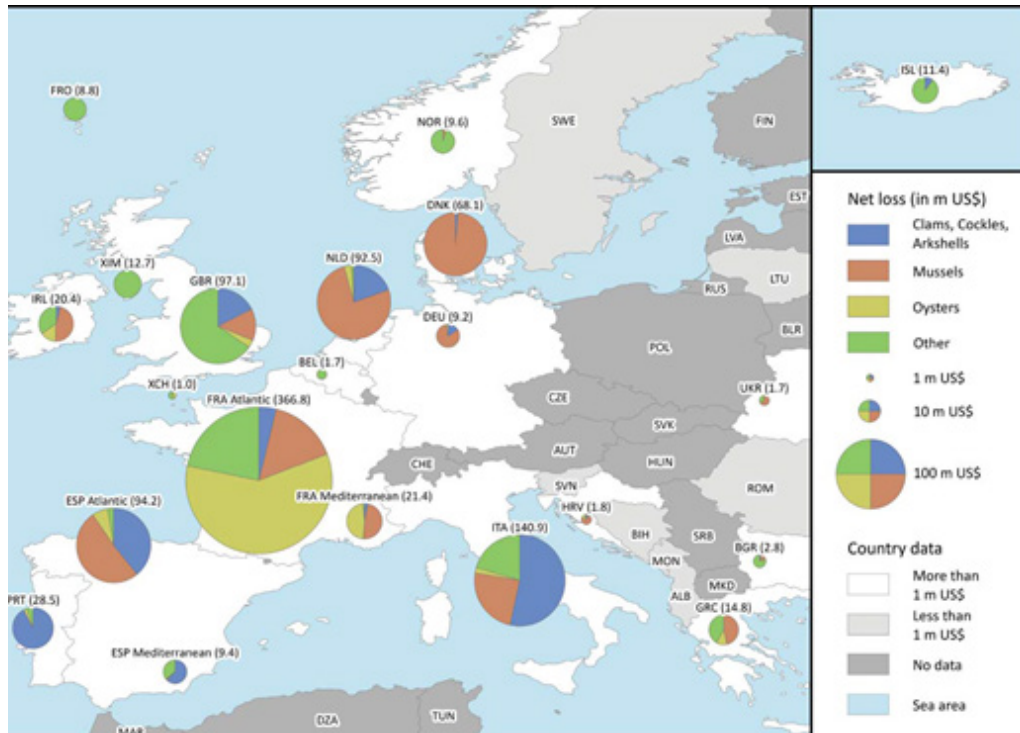 FRO (8.8)
NOR (9.6)
SWE
FIN
EST
LVA
LTU
RUS
BLR
DNK (68.1)
NLD (92.5)
XIM (12.7)
GBR (97.1)
IRL (20.4)
DEU (9.2)
POL
BEL (1.7)
XCH (1.0)
FRA Atlantic (366.8)
CZE
UKR (1.7)
SVK
AUT
HUN
CHE
SVN
ROM
FRA Mediterranean (21.4)
HRV (1.8)
ESP Atlantic (94.2)
ITA (140.9)
BIH
SRB
BGR (2.8)
MON
MKD
ALB
GRC (14.8)
PRT (28.5)
ESP Mediterranean (9.4)
DZA
TUN
MAR
ISL (11.4)
Net loss (in m US$)
Clams, Cockles,
Arkshells
Mussels
Oysters
Other
1 m US$
10 m US$
100 m US$
Country data
More than
1 m US$
Less than
1 m US$
No data
Sea area